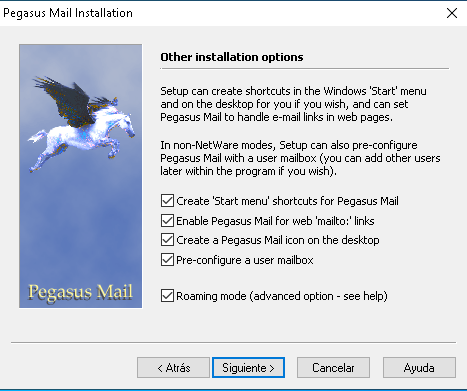 Pegasus Mail Installation
Other installation options
Setup can create shortcuts in the Windows 'Start' menu
and on the desktop for you if you wish, and can set
Pegasus Mail to handle e-mail links in web pages.
In non-NetWare modes, Setup can also pre-configure
Pegasus Mail with a user mailbox (you can add other users
later within the program if you wish).
Create 'Start menu' shortcuts for Pegasus Mail
Enable Pegasus Mail for web 'mailto:' links
Create a Pegasus Mail icon on the desktop
Pre-configure a user mailbox
Roaming mode (advanced option - see help)
Pegasus Mail
< Atrás
Siguiente >
Cancelar
Ayuda